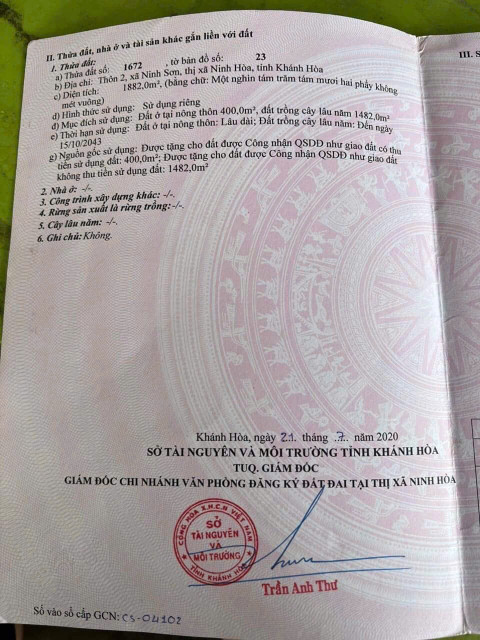 II. Thửa đất, nhà ở và tài sản khác gắn liền với đất
1. Thửa đất:
a) Thửa đất số: 1672, tờ bản đồ số: 23
b) Địa chỉ: Thôn 2, xã Ninh Sơn, thị xã Ninh Hòa, tỉnh Khánh Hòa
c) Diện tích: 1882,0m², (bằng chữ: Một nghìn tám trăm tám mươi hai phẩy không
mét vuông)
d) Hình thức sử dụng: Sử dụng riêng
đ) Mục đích sử dụng: Đất ở tại nông thôn 400,0m², đất trồng cây lâu năm 1482,0m²
e) Thời hạn sử dụng: Đất ở tại nông thôn: Lâu dài; Đất trồng cây lâu năm: Đến ngày
15/10/2043
g) Nguồn gốc sử dụng: Được tặng cho đất được Công nhận QSDĐ như giao đất có thu
tiền sử dụng đất: 400,0m²; Được tặng cho đất được Công nhận QSDĐ như giao đất
không thu tiền sử dụng đất: 1482,0m²
2. Nhà ở: -/-.
3. Công trình xây dựng khác: -/-.
4. Rừng sản xuất là rừng trồng:-/-.
5. Cây lâu năm: -/-.
6. Ghi chú: Không.
III. S
Khánh Hòa, ngày 21 tháng 7 năm 2020
SỞ TÀI NGUYÊN VÀ MÔI TRƯỜNG TỈNH KHÁNH HÒA
TUQ. GIÁM ĐỐC
GIÁM ĐỐC CHI NHÁNH VĂN PHÒNG ĐĂNG KÝ ĐẤT ĐAI TẠI THỊ XÃ NINH HÒA
CỘNG HÒA X.H.C.N VIỆT NAM
SỞ
TÀI NGUYÊN
VÀ
MÔI TRƯỜNG
TỈNH KHÁNH HÒA
Trần Anh Thư
Số vào sổ cấp GCN: CS-04102